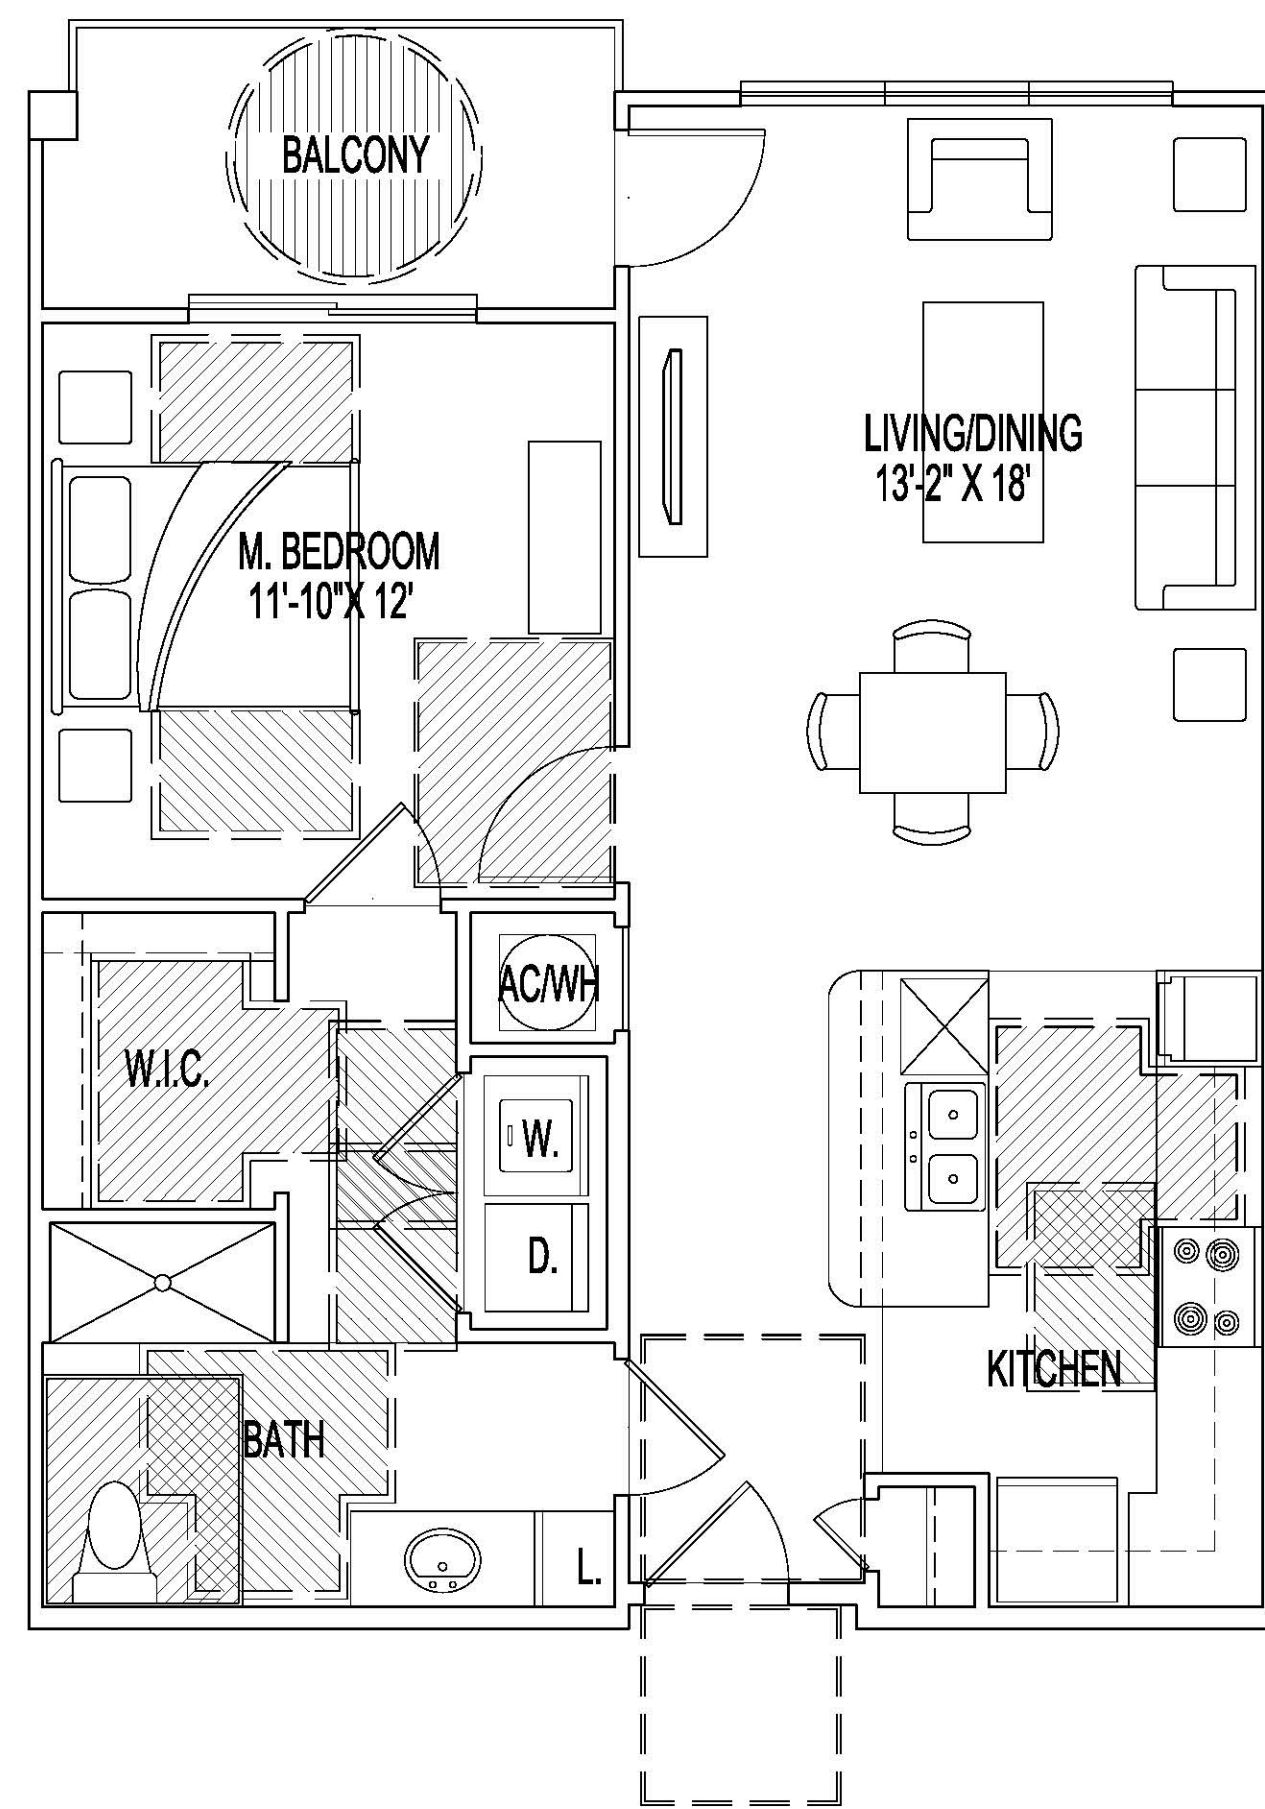 BALCONY
LIVING/DINING
13'-2" X 18'
M. BEDROOM
11'-10"X 12'
AC/WH
W.I.C.
W.
D.
KITCHEN
BATH
L.